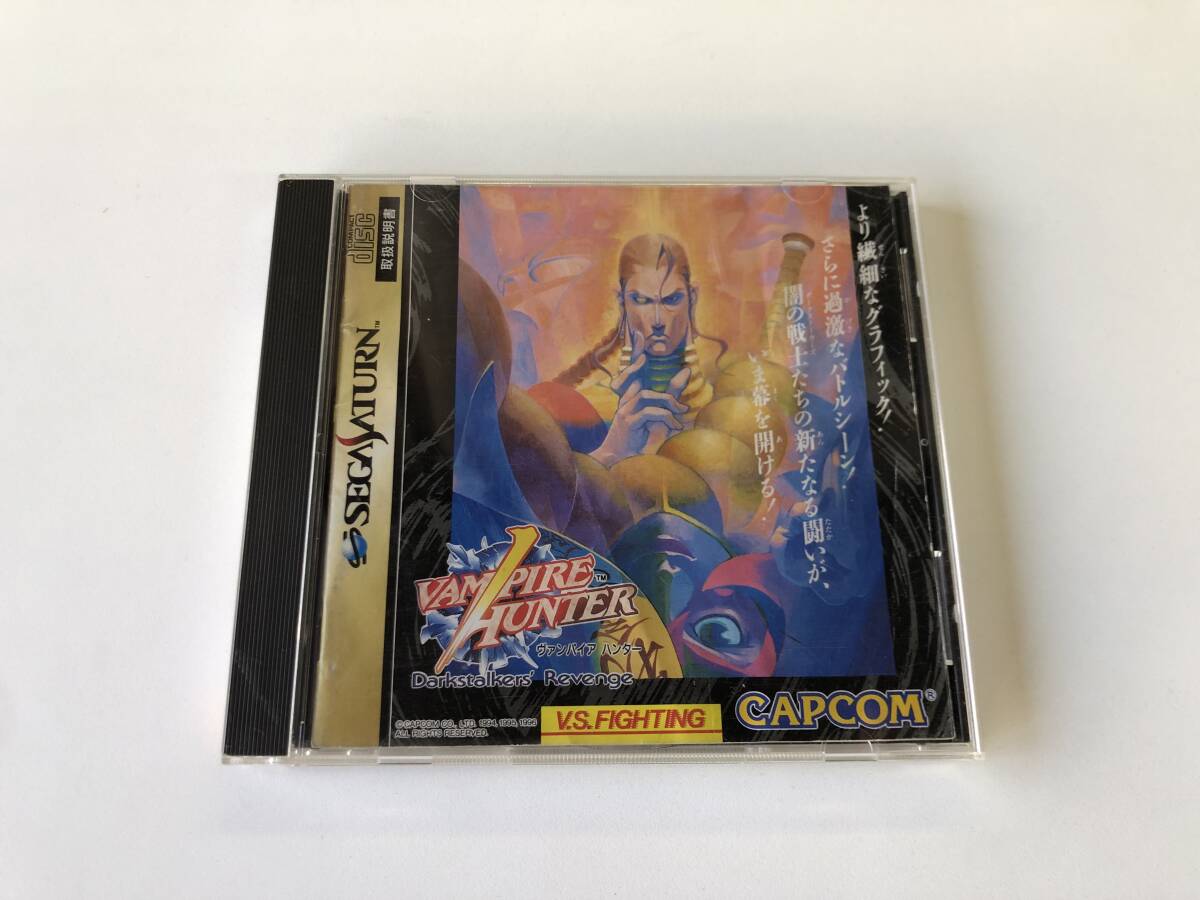 COMPACT
disc
取扱説明書
SEGA SATURN™
より繊細なグラフィック!
さらに過激なバトルシーン!
闇の戦士たちの新たなる闘いが、
いま幕を開ける!
VAMPIRE™
HUNTER
ヴァンパイア ハンター
Darkstalkers' Revenge
© CAPCOM CO., LTD. 1994, 1995, 1996
ALL RIGHTS RESERVED.
V.S. FIGHTING
CAPCOM®